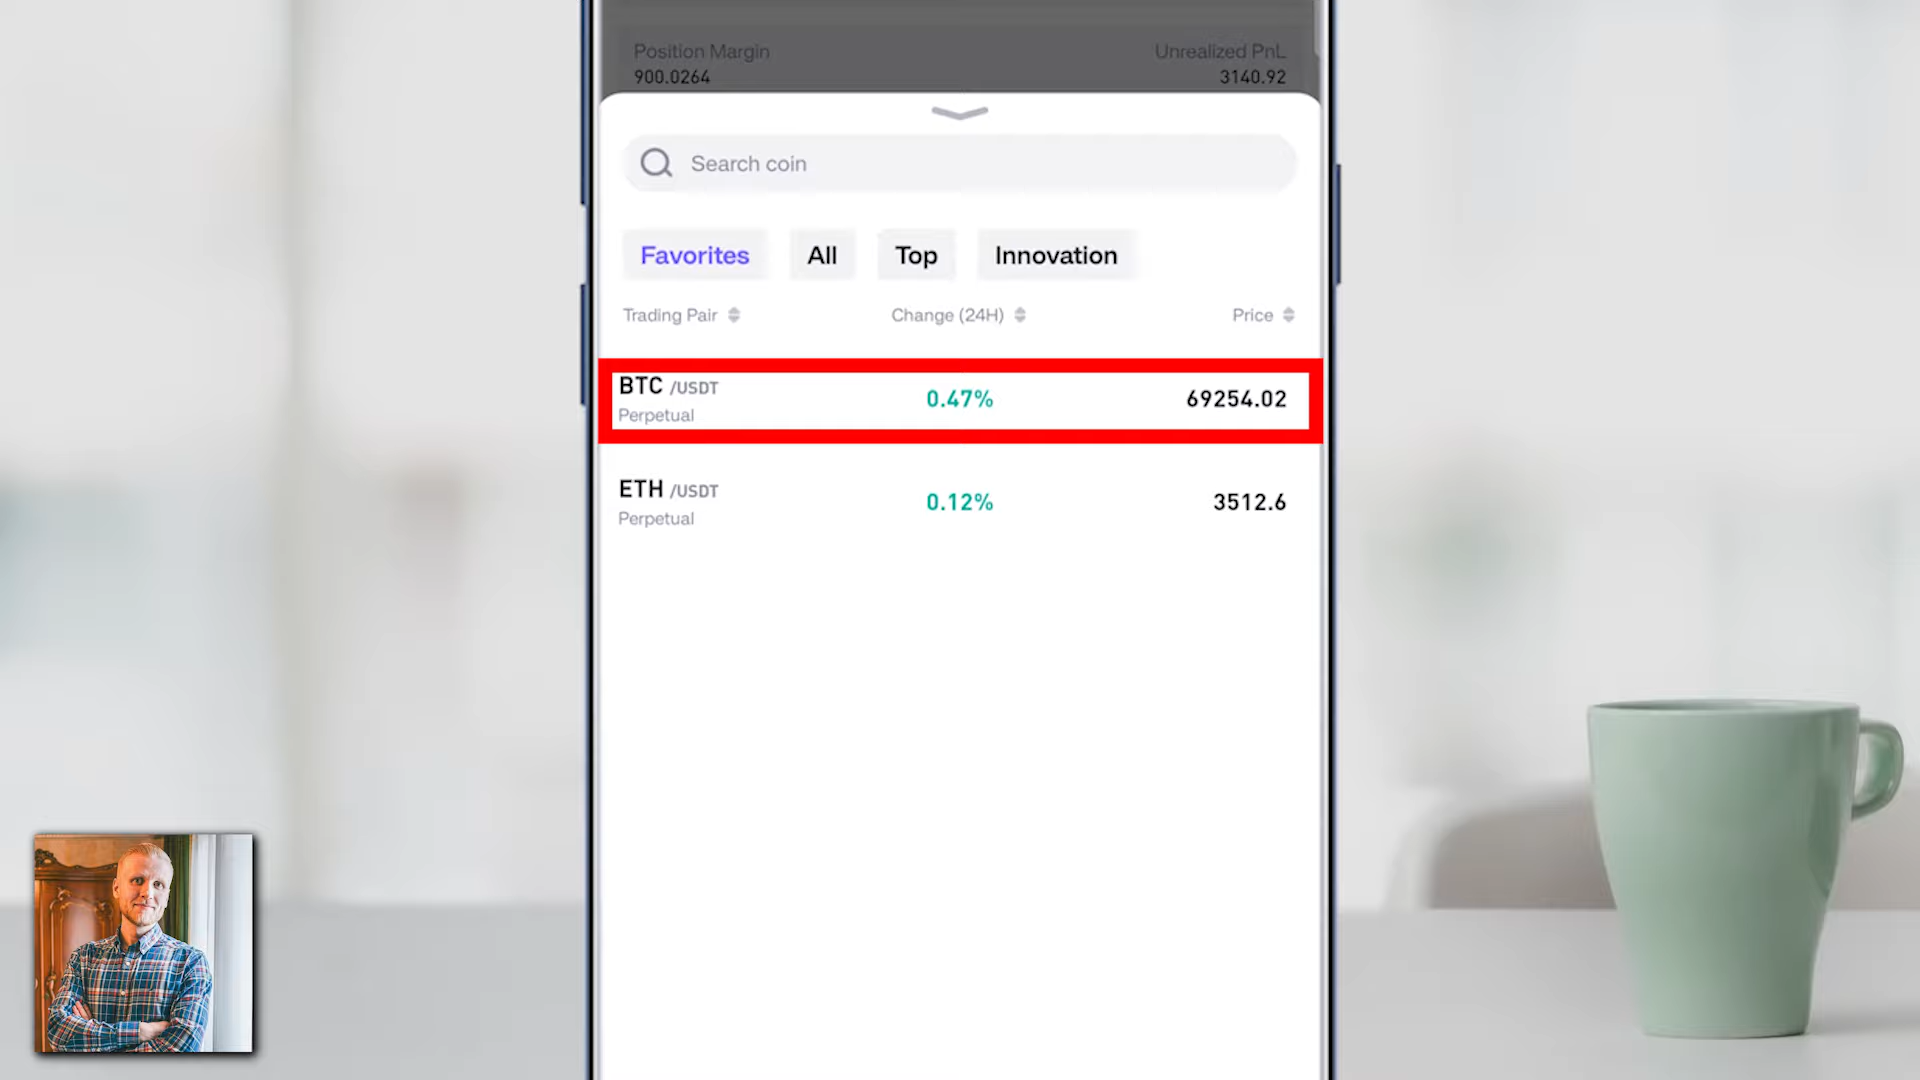 Position Margin Unrealized PnL
900.0264 3140.92
Search coin
Favorites All Top Innovation
Trading Pair Change (24H) Price
BTC /USDT 0.47% 69254.02
Perpetual
ETH /USDT 0.12% 3512.6
Perpetual